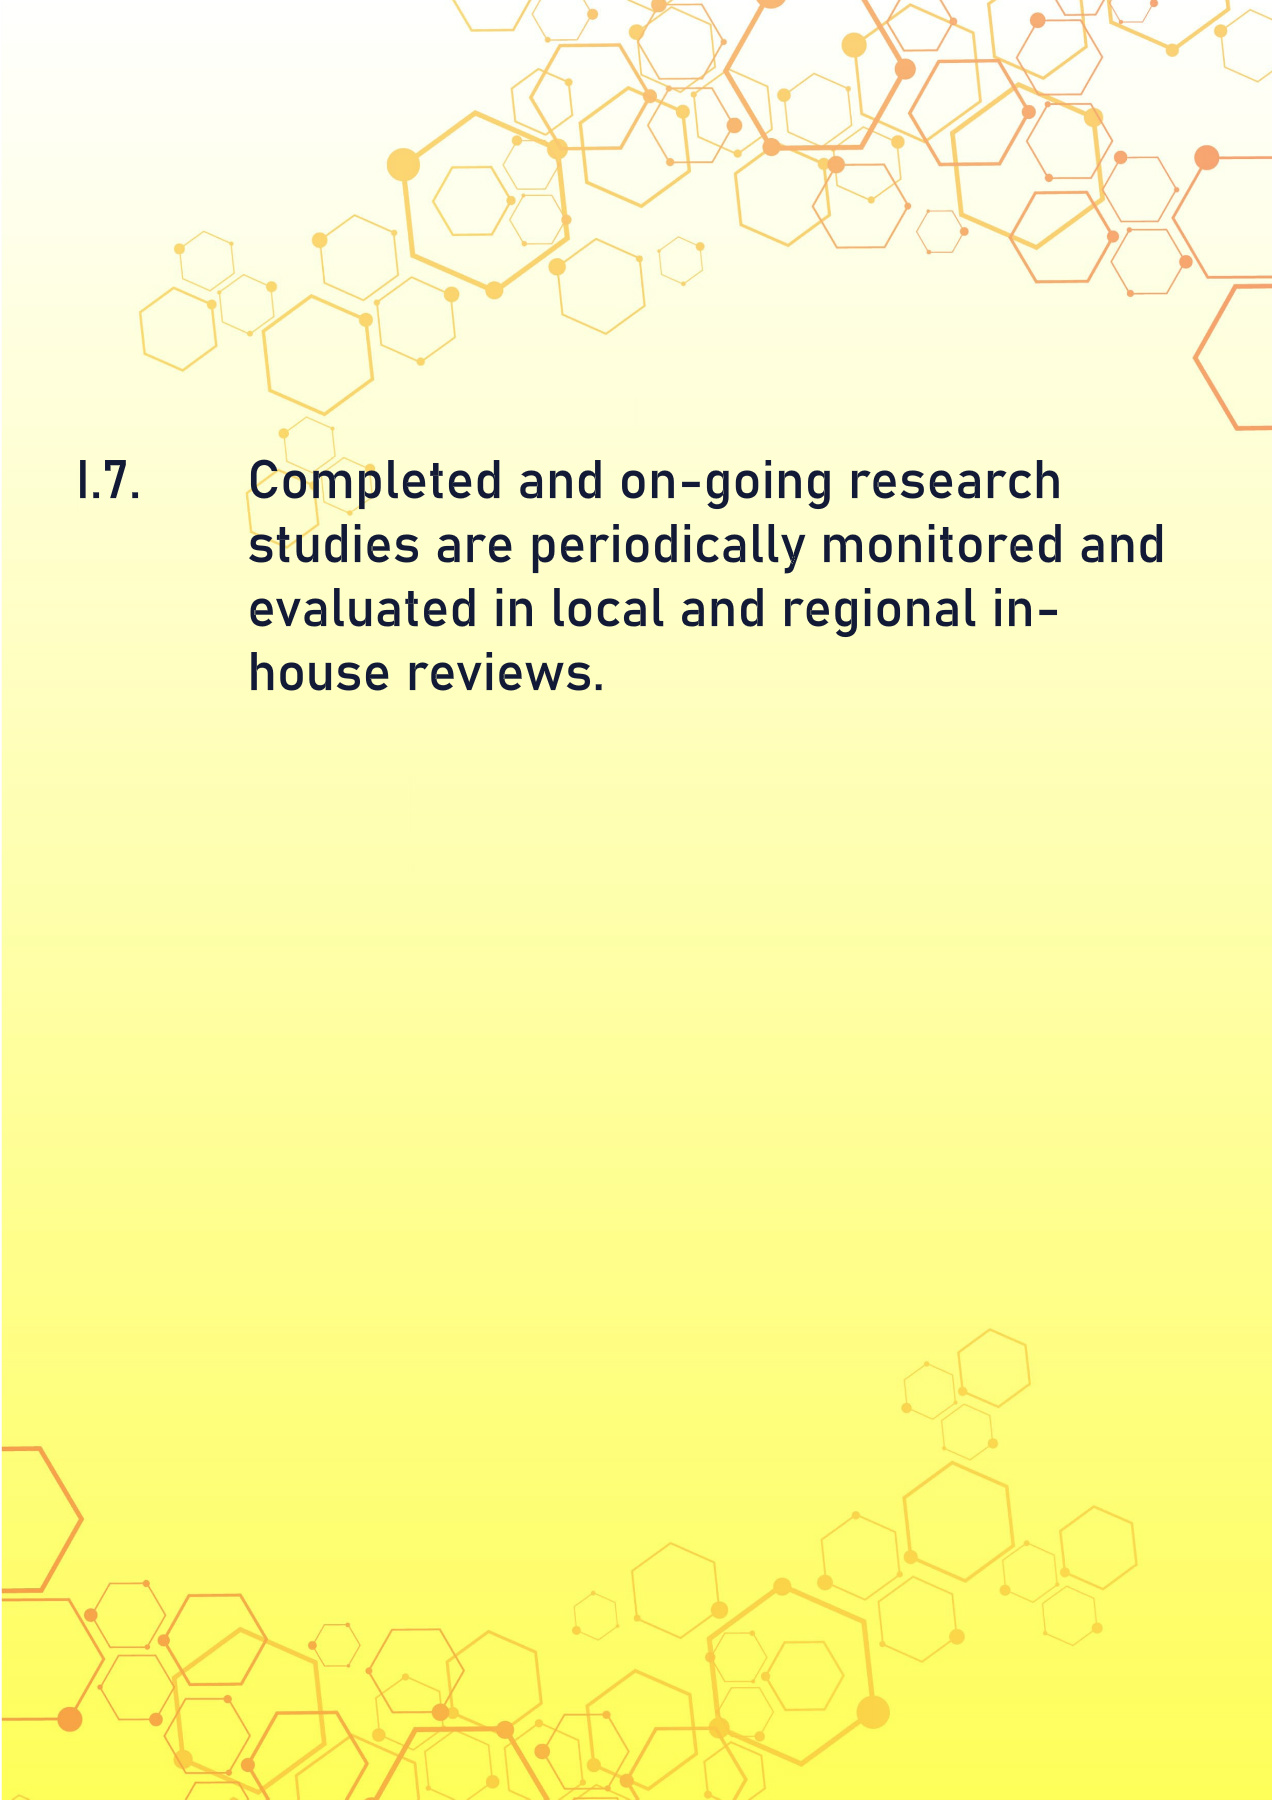 I.7. Completed and on-going research
studies are periodically monitored and
evaluated in local and regional in-
house reviews.